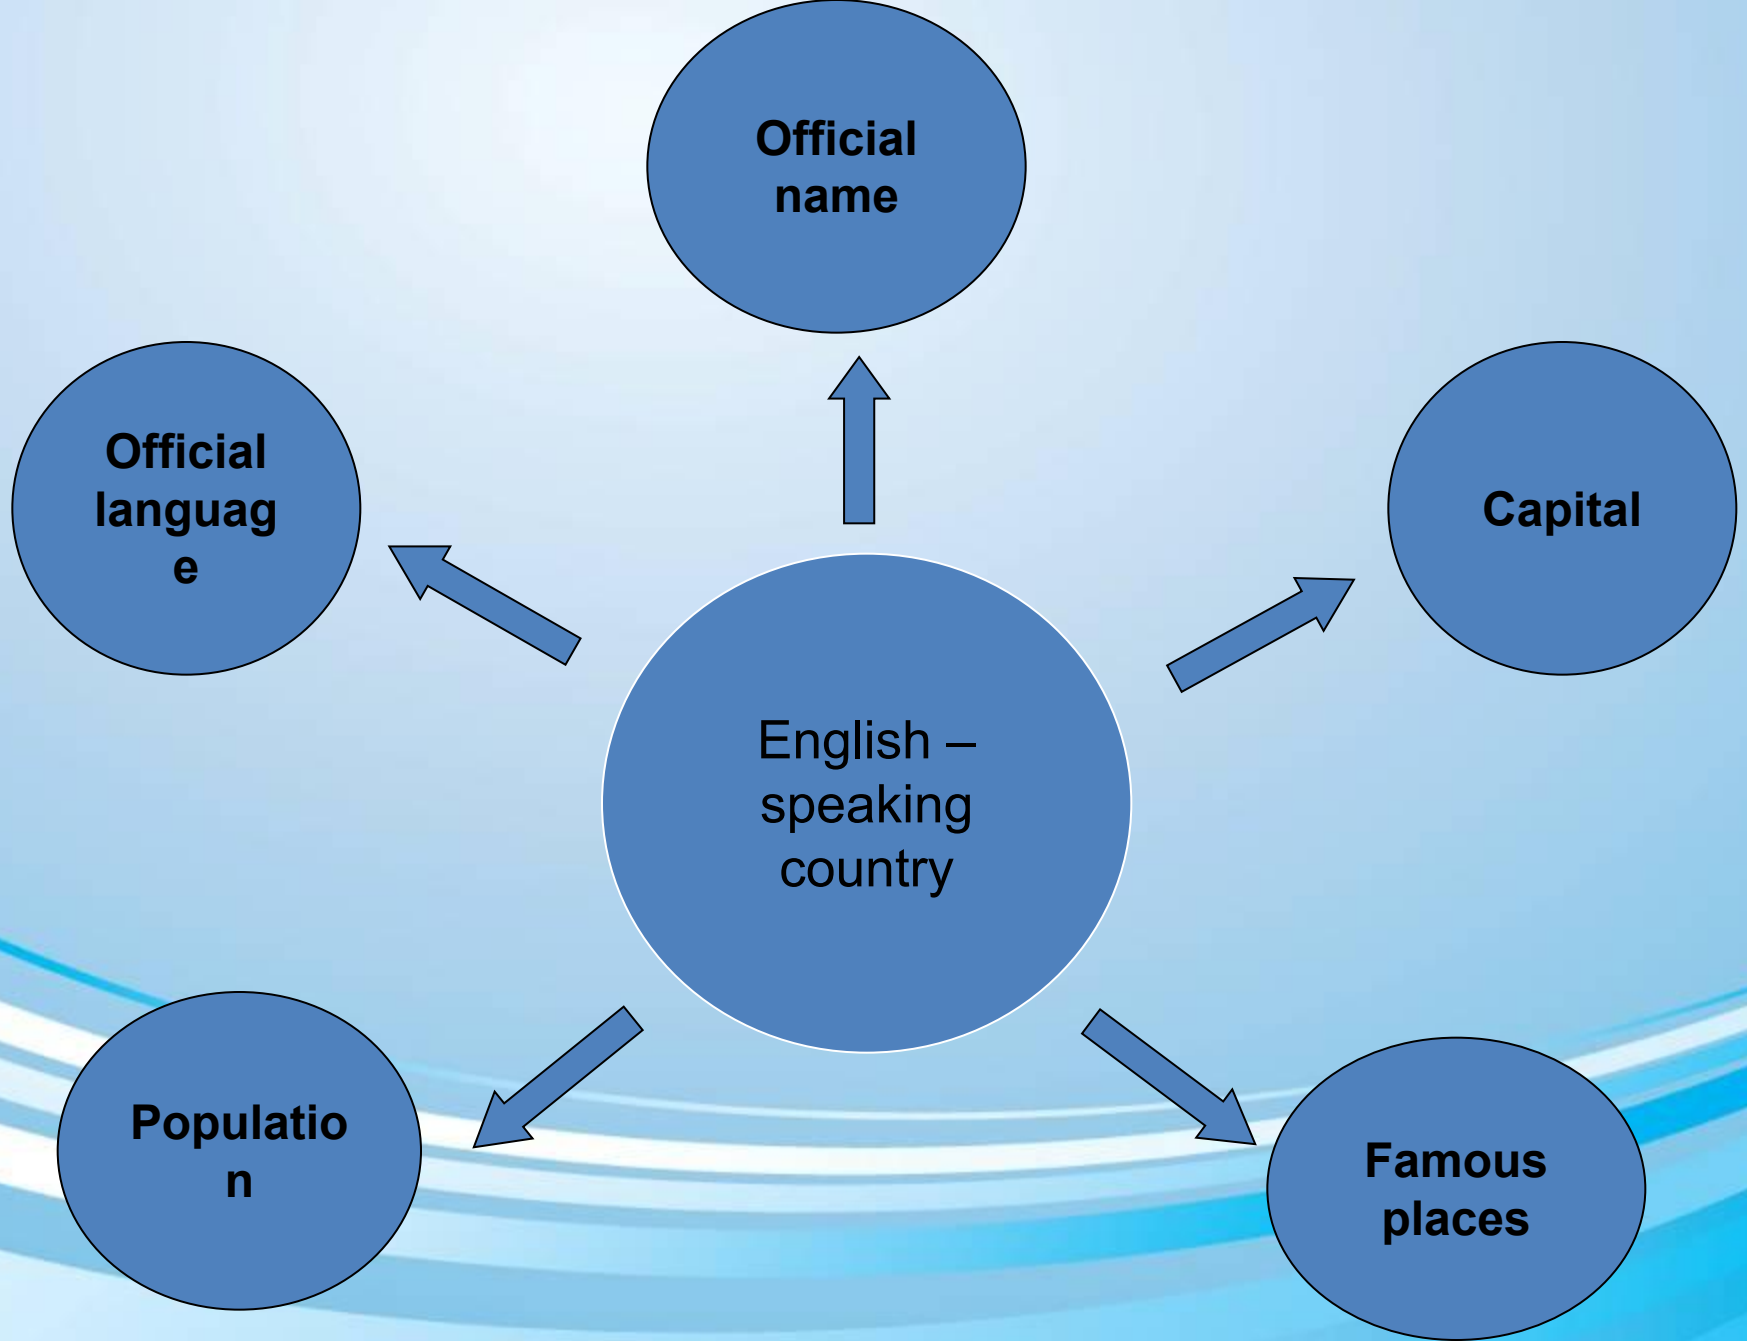 Official
name
Official
languag
e
Capital
English –
speaking
country
Populatio
n
Famous
places